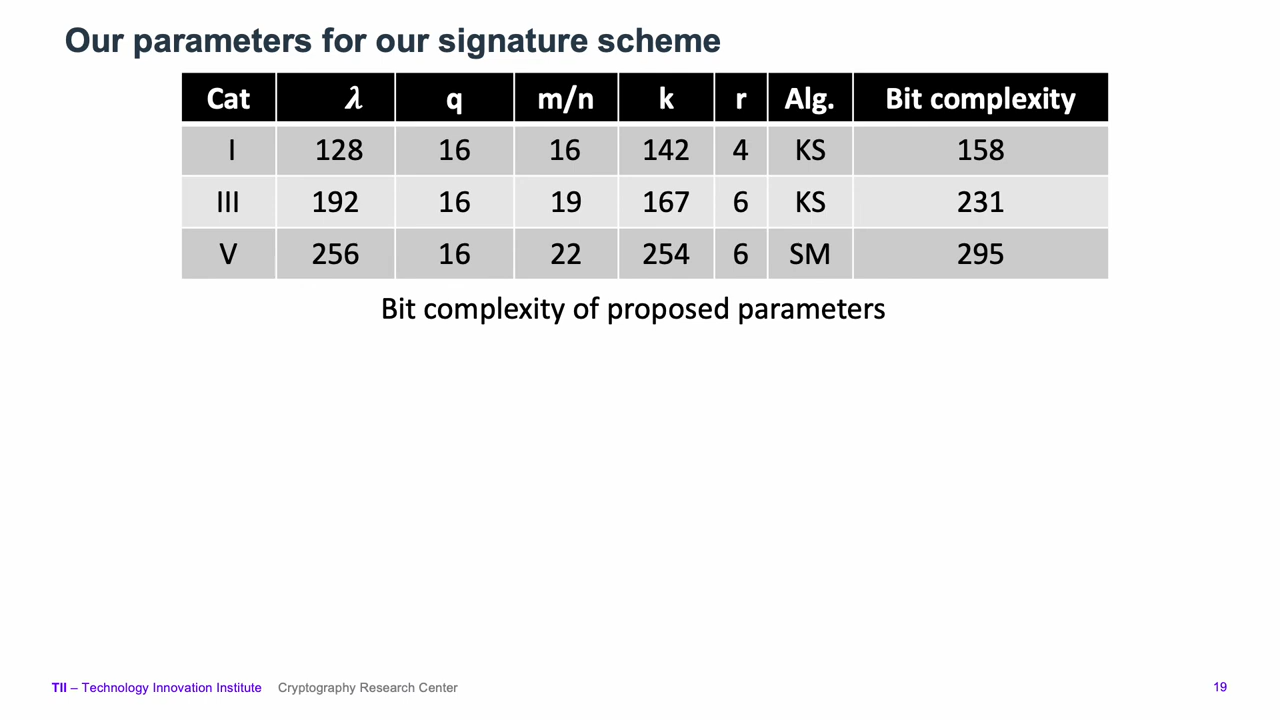 Our parameters for our signature scheme
Cat λ q m/n k r Alg. Bit complexity
I 128 16 16 142 4 KS 158
III 192 16 19 167 6 KS 231
V 256 16 22 254 6 SM 295
Bit complexity of proposed parameters
TII – Technology Innovation Institute Cryptography Research Center 19